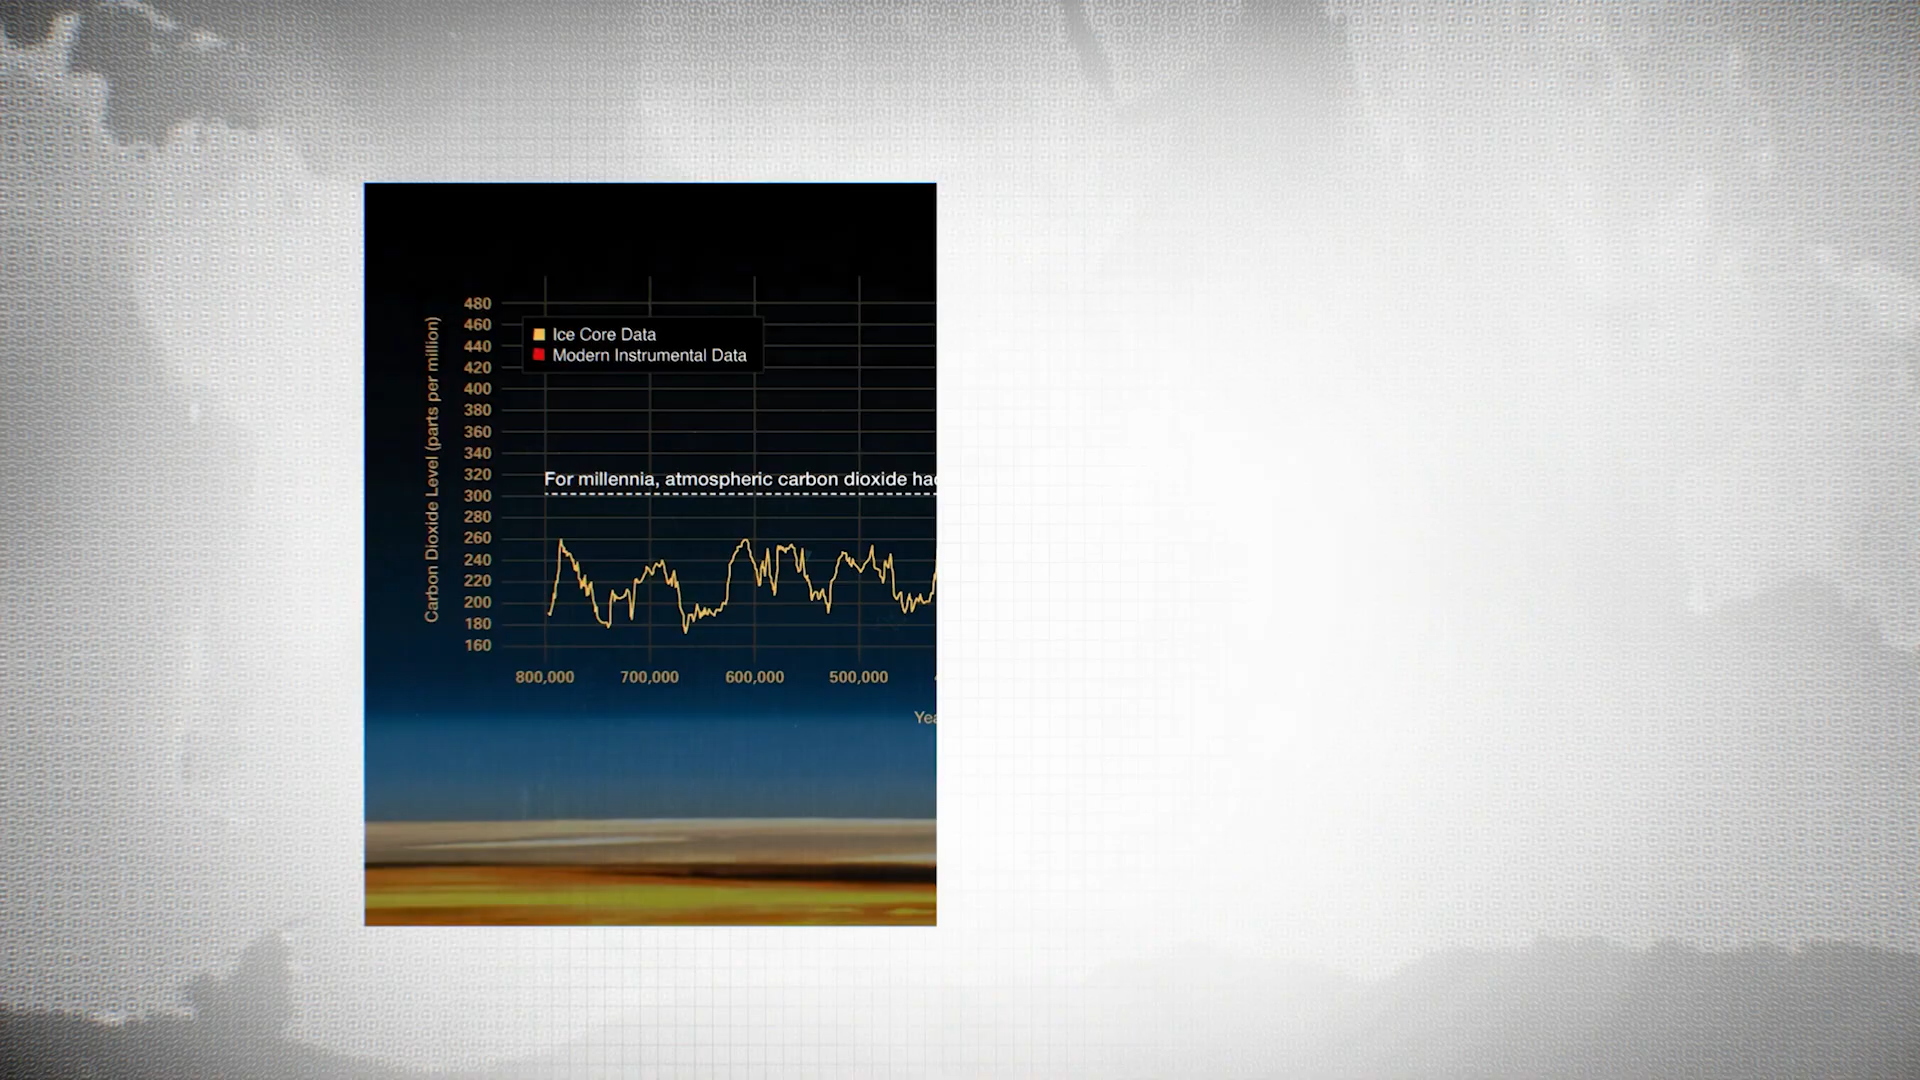 480
460
440
420
400
380
360
340
320
300
280
260
240
220
200
180
160
Carbon Dioxide Level (parts per million)
Ice Core Data
Modern Instrumental Data
For millennia, atmospheric carbon dioxide had
800,000 700,000 600,000 500,000
Yea